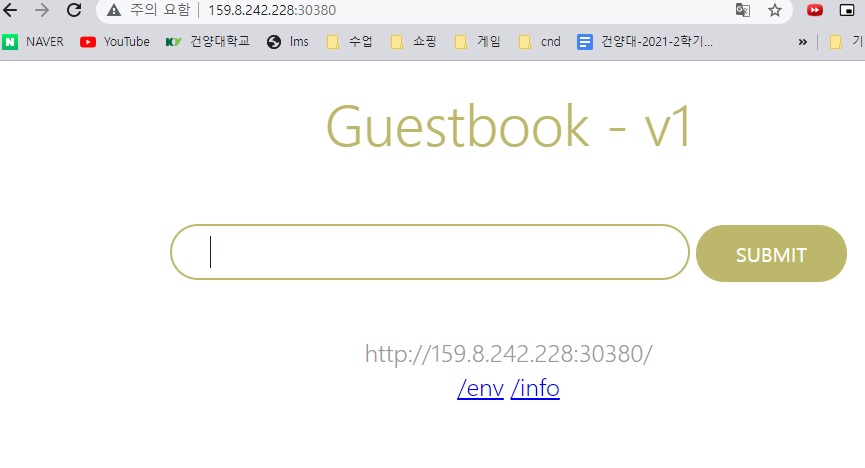 주의 요함 159.8.242.228:30380
NAVER YouTube 건양대학교 lms 수업 쇼핑 게임 cnd 건양대-2021-2학기... » 기
Guestbook - v1
SUBMIT
http://159.8.242.228:30380/
/env /info